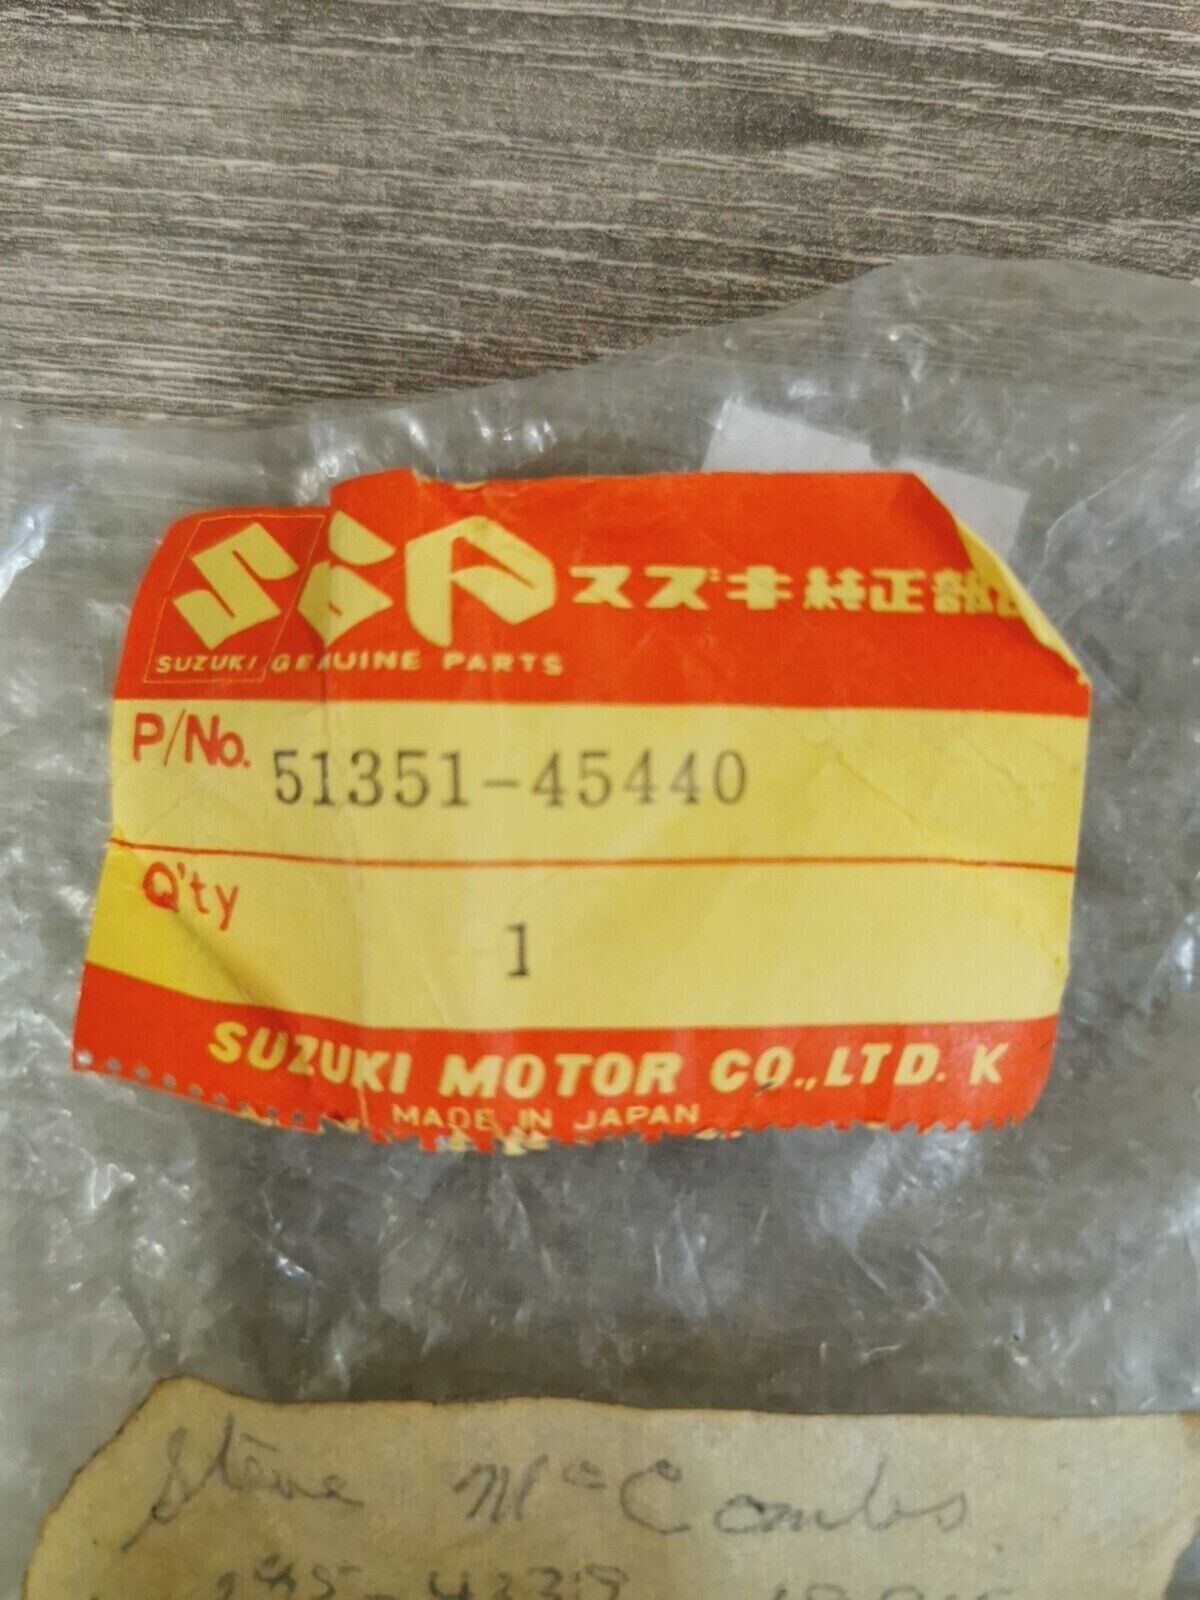 SGP スズキ純正部
SUZUKI GENUINE PARTS
P/No. 51351-45440
Q'ty 1
SUZUKI MOTOR CO.,LTD. K
MADE IN JAPAN
Steve McCombs